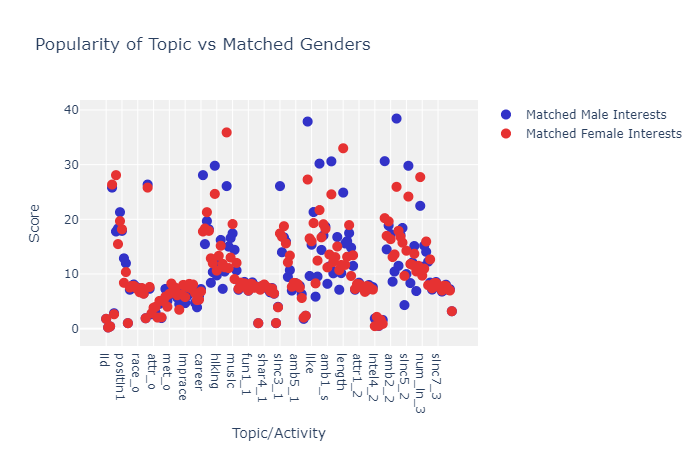 Popularity of Topic vs Matched Genders
Matched Male Interests
Matched Female Interests
Score
40
30
20
10
0
iid
positin1
race_o
attr_o
met_o
imprace
career
hiking
music
fun1_1
shar4_1
sinc3_1
amb5_1
like
amb1_s
length
attr1_2
intel4_2
amb2_2
sinc5_2
num_in_3
sinc7_3
Topic/Activity